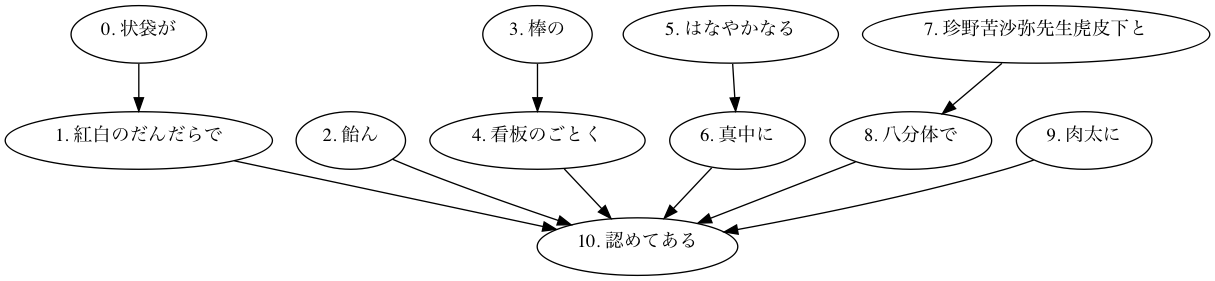 0. 状袋が
3. 棒の
5. はなやかなる
7. 珍野苦沙弥先生虎皮下と
1. 紅白のだんだらで
2. 飴ん
4. 看板のごとく
6. 真中に
8. 八分体で
9. 肉太に
10. 認めてある